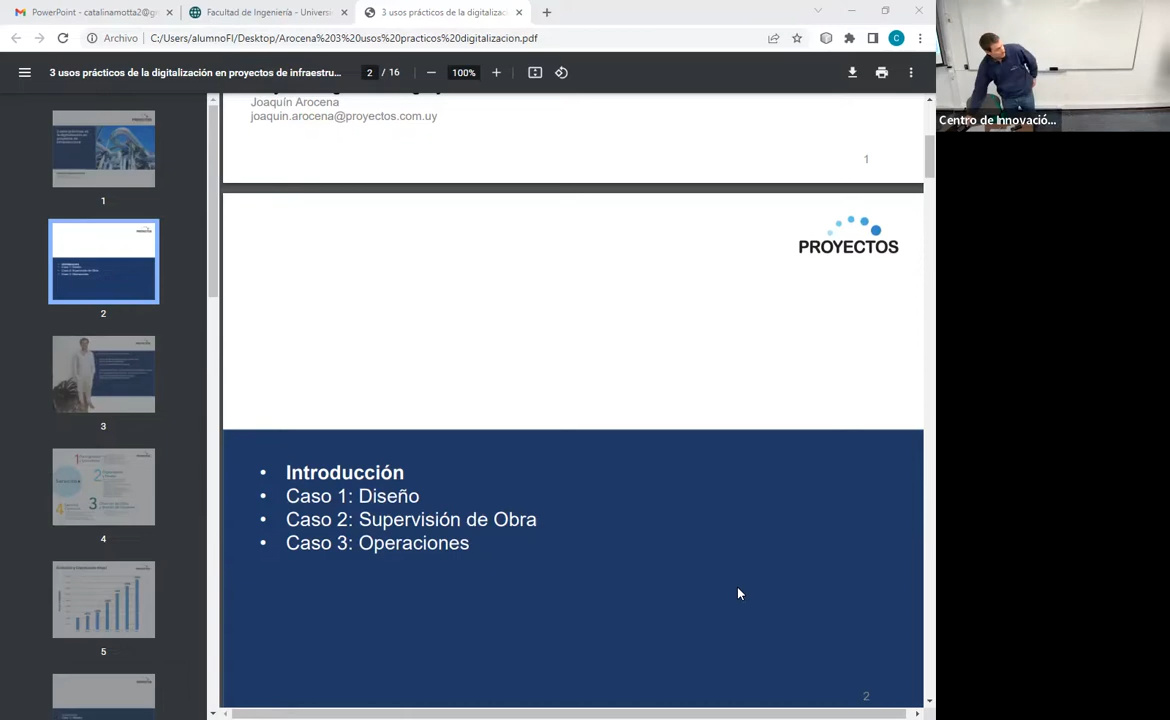 PowerPoint - catalinamotta2@g
Facultad de Ingeniería - Universi
3 usos prácticos de la digitalizac
Archivo
C:/Users/alumnoFI/Desktop/Arocena%203%20usos%20practicos%20digitalizacion.pdf
C
3 usos prácticos de la digitalización en proyectos de infraestru...
2 / 16
100%
Joaquín Arocena
joaquin.arocena@proyectos.com.uy
1
Centro de Innovació...
PROYECTOS
1
2
3
4
5
• Introducción
• Caso 1: Diseño
• Caso 2: Supervisión de Obra
• Caso 3: Operaciones
2